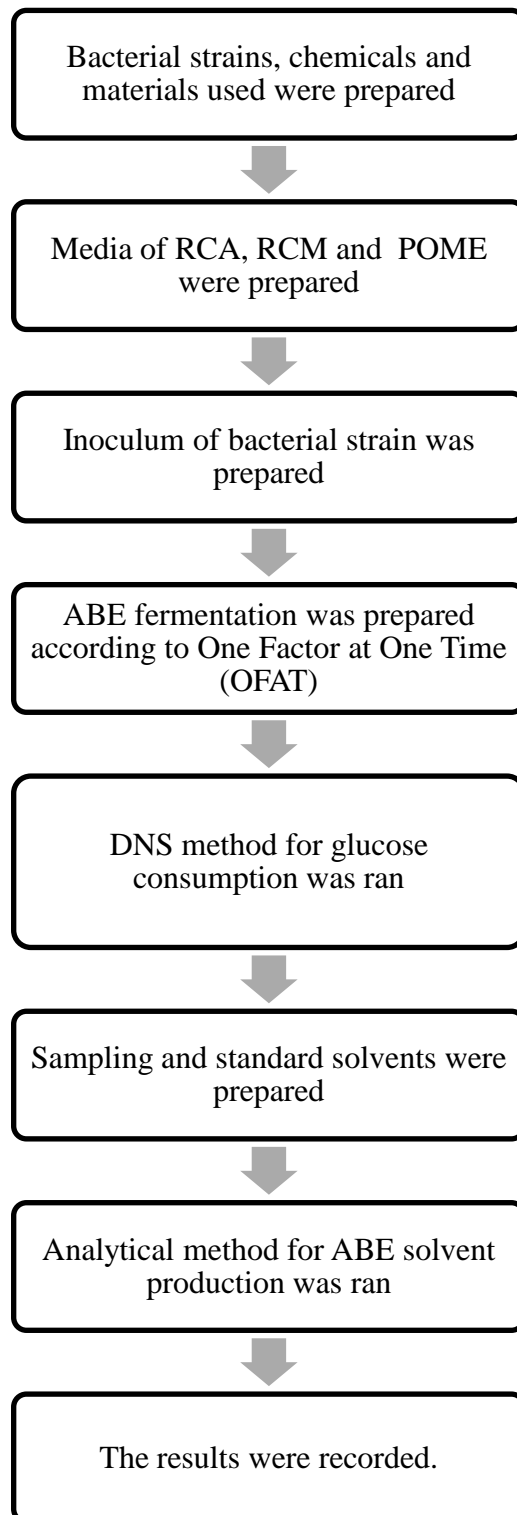 Bacterial strains, chemicals and
materials used were prepared
Media of RCA, RCM and POME
were prepared
Inoculum of bacterial strain was
prepared
ABE fermentation was prepared
according to One Factor at One Time
(OFAT)
DNS method for glucose
consumption was ran
Sampling and standard solvents were
prepared
Analytical method for ABE solvent
production was ran
The results were recorded.